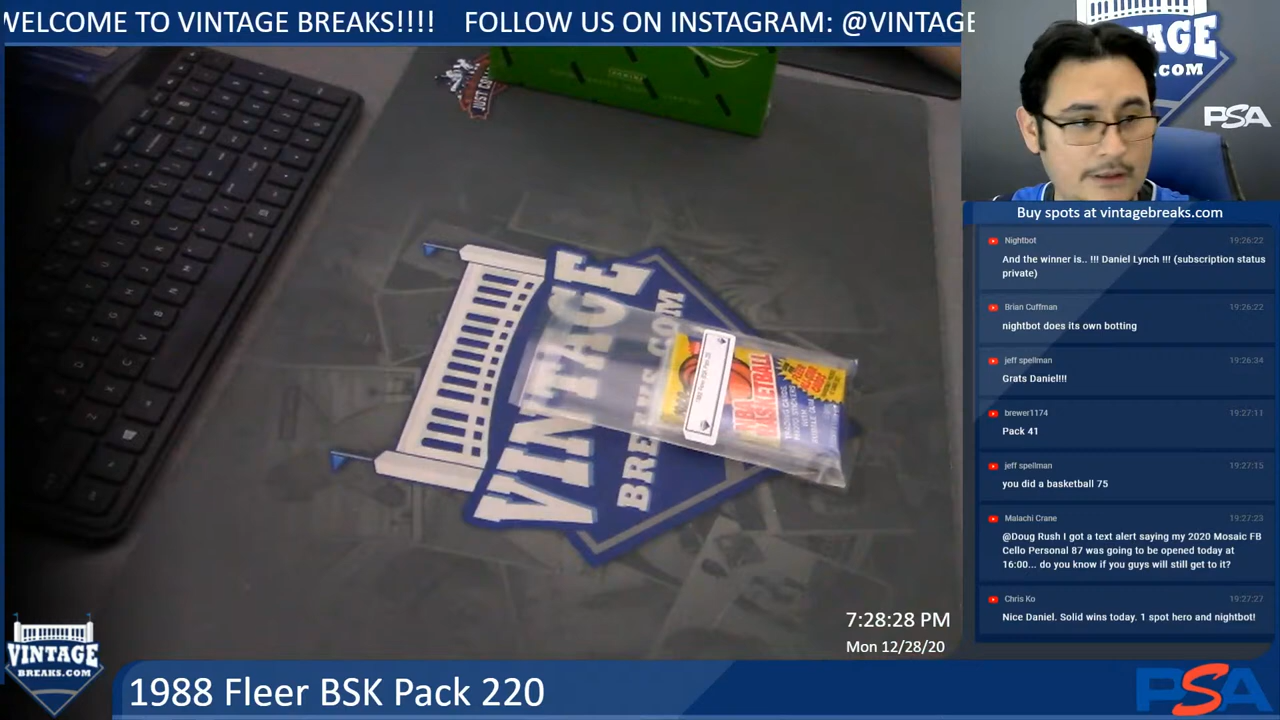 WELCOME TO VINTAGE BREAKS!!!! FOLLOW US ON INSTAGRAM: @VINTAGE
AGE
.COM
PSA
JUST COL
PANINI
VINTAGE
BREAKS.COM
NBA
BASKETBALL
Buy spots at vintagebreaks.com
Nightbot 19:26:22
And the winner is.. !!! Daniel Lynch !!! (subscription status
private)
Brian Cuffman 19:26:22
nightbot does its own botting
jeff spellman 19:26:34
Grats Daniel!!!
brewer1174 19:27:11
Pack 41
jeff spellman 19:27:15
you did a basketball 75
Malachi Crane 19:27:23
@Doug Rush I got a text alert saying my 2020 Mosaic FB
Cello Personal 87 was going to be opened today at
16:00... do you know if you guys will still get to it?
Chris Ko 19:27:27
Nice Daniel. Solid wins today. 1 spot hero and nightbot!
7:28:28 PM
Mon 12/28/20
VINTAGE
BREAKS.COM
1988 Fleer BSK Pack 220
PSA